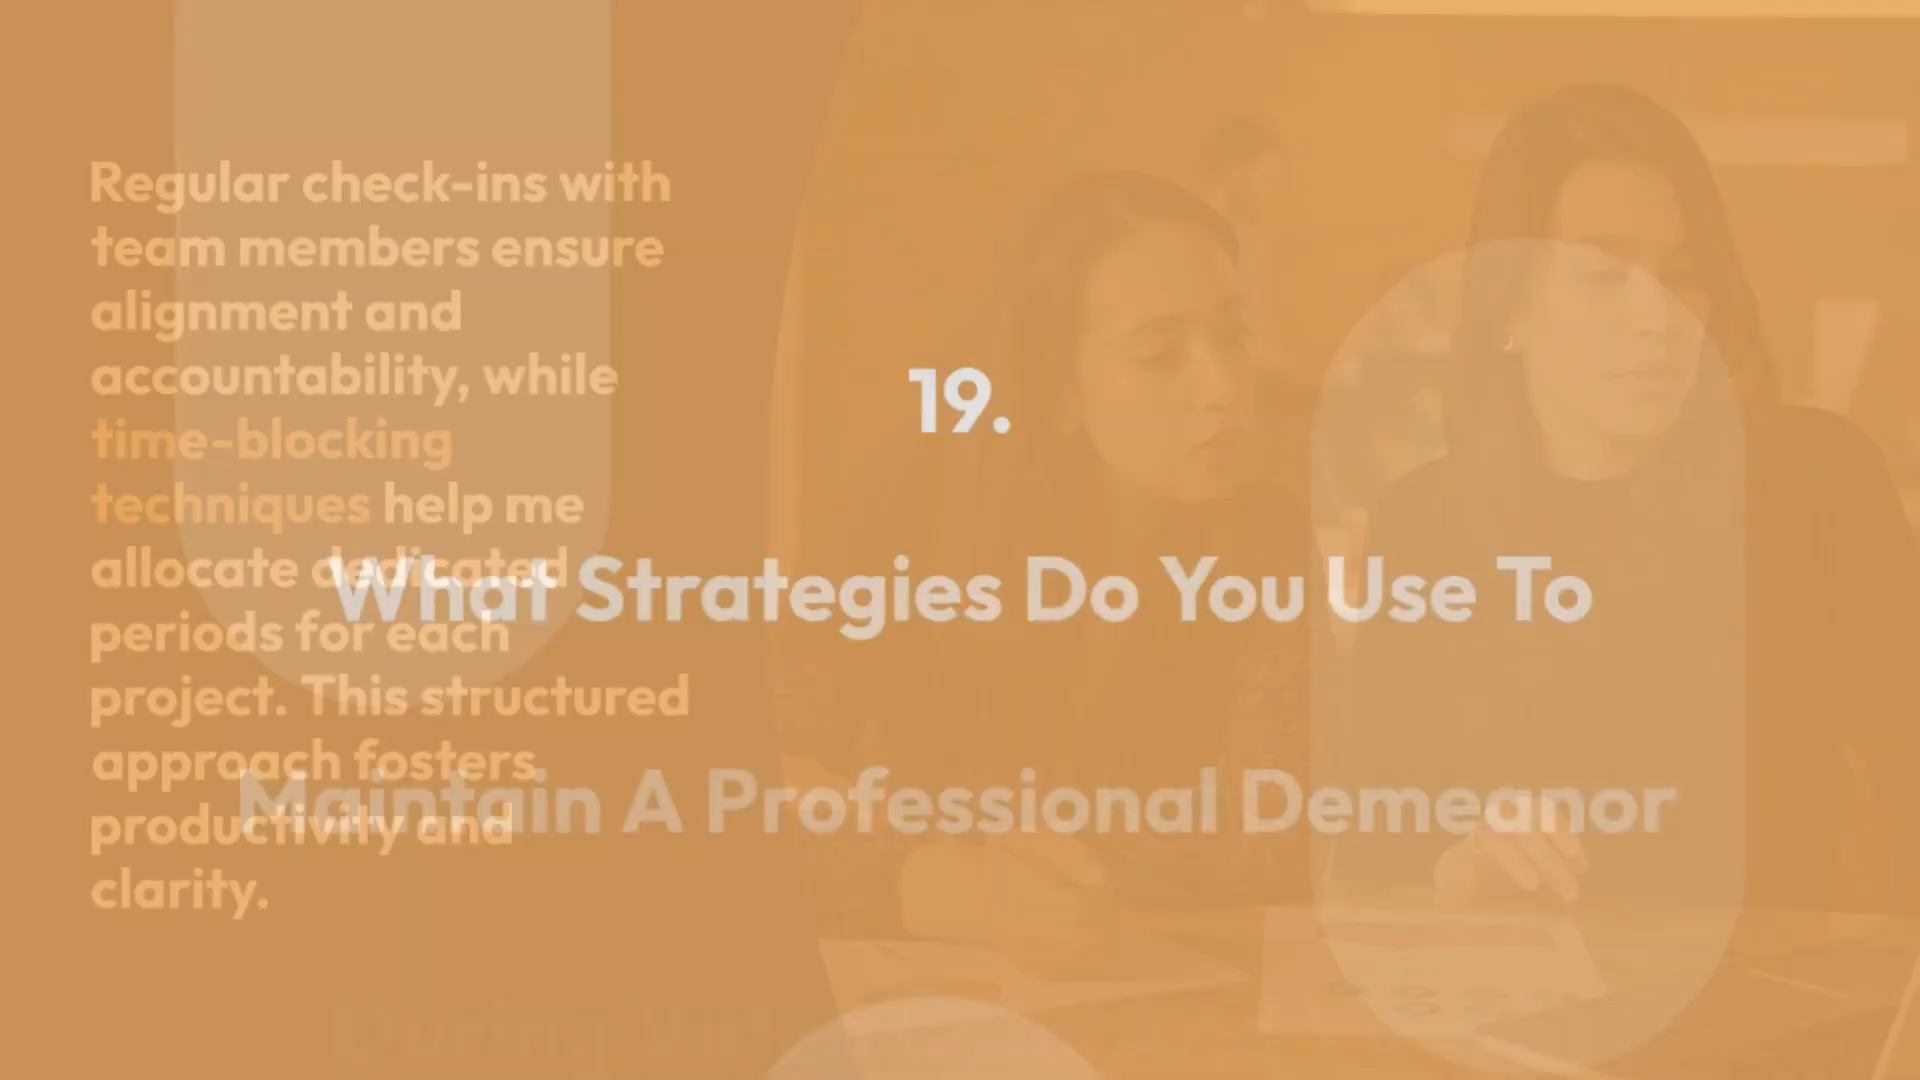 Regular check-ins with
team members ensure
alignment and
accountability, while
time-blocking
techniques help me
allocate dedicated
periods for each
project. This structured
approach fosters
productivity and
clarity.
19.
What Strategies Do You Use To
Maintain A Professional Demeanor
During